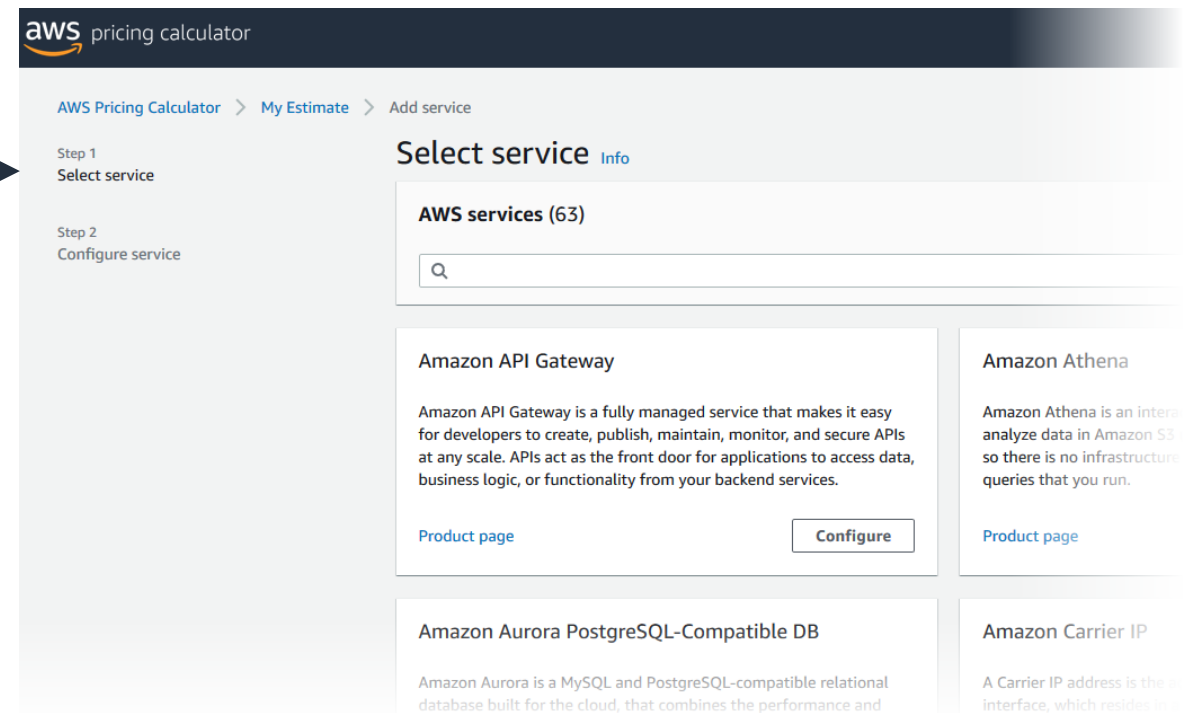 aws pricing calculator
AWS Pricing Calculator > My Estimate > Add service
Step 1
Select service
Step 2
Configure service
Select service Info
AWS services (63)
Amazon API Gateway
Amazon API Gateway is a fully managed service that makes it easy
for developers to create, publish, maintain, monitor, and secure APIs
at any scale. APIs act as the front door for applications to access data,
business logic, or functionality from your backend services.
Product page
Configure
Amazon Athena
Amazon Athena is an intera
analyze data in Amazon S3
so there is no infrastructure
queries that you run.
Product page
Amazon Aurora PostgreSQL-Compatible DB
Amazon Aurora is a MySQL and PostgreSQL-compatible relational
database built for the cloud, that combines the performance and
Amazon Carrier IP
A Carrier IP address is the
interface, which resides